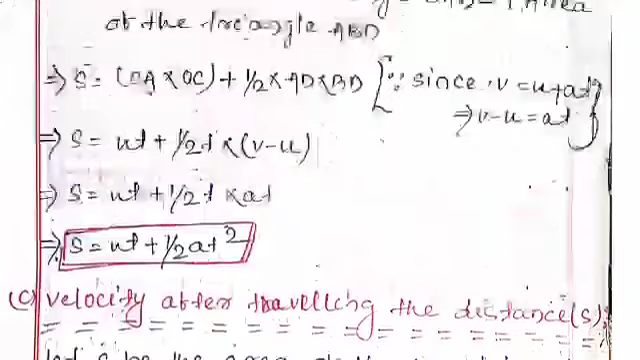 of the triangle ABD
⇒ S = (OA × OC) + 1/2 × AD × BD [∵ since v = u + at
⇒ v - u = at }
⇒ S = ut + 1/2 t × (v - u)
⇒ S = ut + 1/2 t × at
⇒ S = ut + 1/2 at²
(c) velocity after travelling the distance(s):